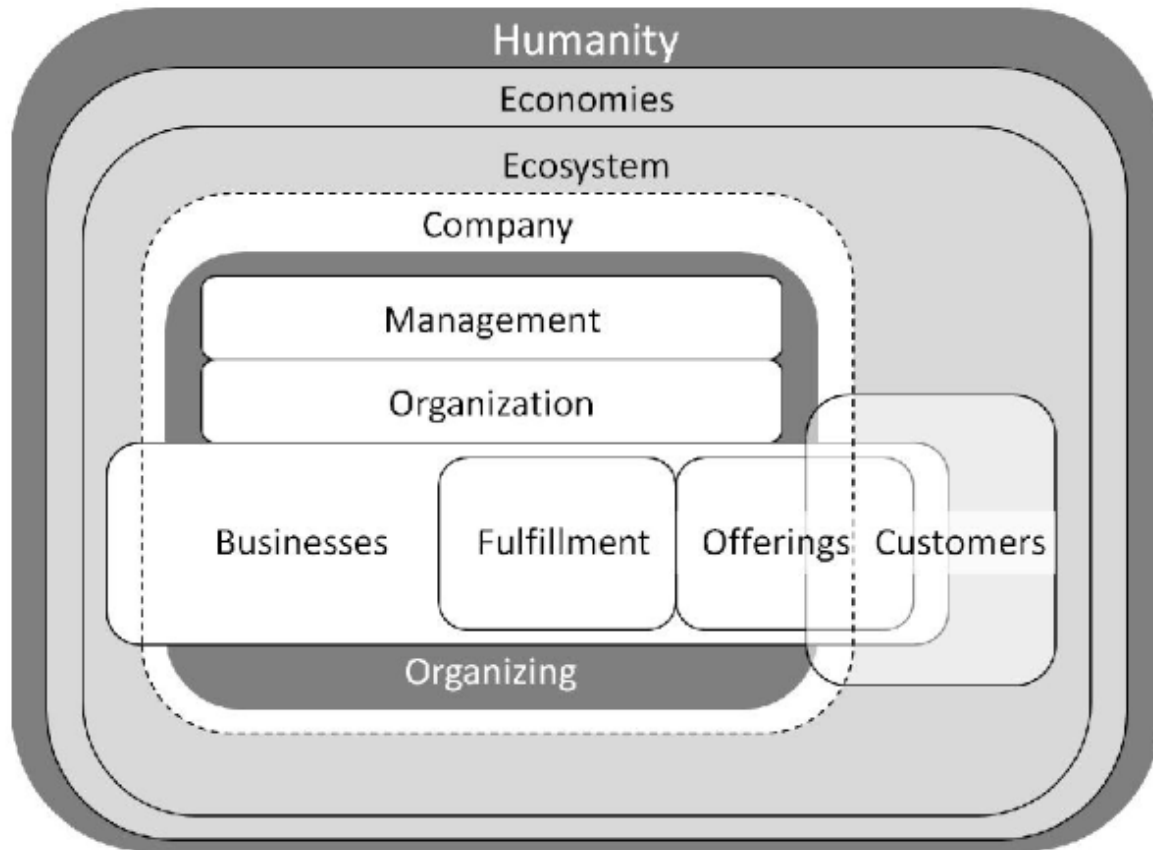 Humanity
Economies
Ecosystem
Company
Management
Organization
Businesses Fulfillment Offerings Customers
Organizing